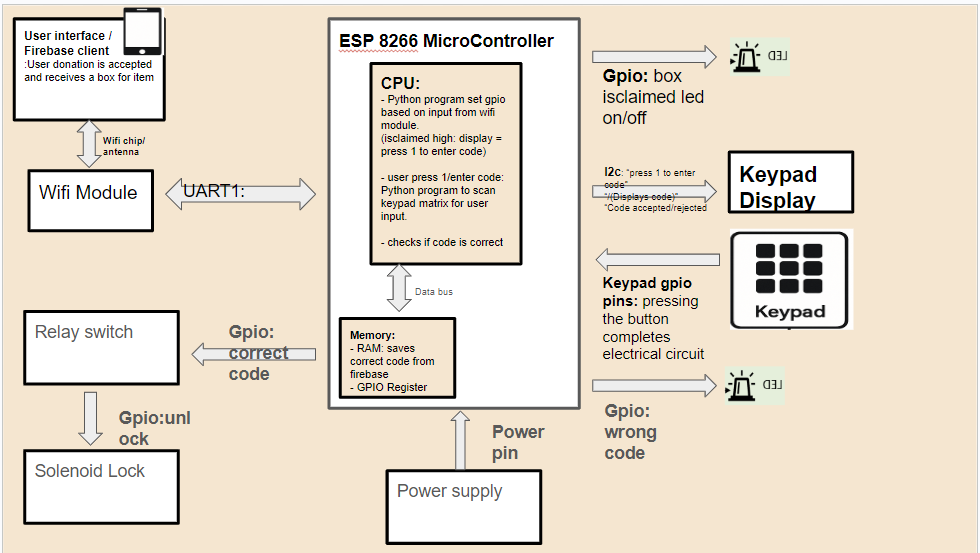 User interface /
Firebase client
:User donation is accepted
and receives a box for item
Wifi chip/
antenna
Wifi Module
UART1:
ESP 8266 MicroController
CPU:
- Python program set gpio
based on input from wifi
module.
(isclaimed high: display =
press 1 to enter code)
- user press 1/enter code:
Python program to scan
keypad matrix for user
input.
- checks if code is correct
Data bus
Memory:
- RAM: saves
correct code from
firebase
- GPIO Register
LED
Gpio: box
isclaimed led
on/off
I2c: “press 1 to enter
code”
“/(Displays code)”
“Code accepted/rejected
Keypad
Display
Keypad
Keypad gpio
pins: pressing
the button
completes
electrical circuit
LED
Gpio:
wrong
code
Relay switch
Gpio:
correct
code
Gpio:unl
ock
Solenoid Lock
Power
pin
Power supply